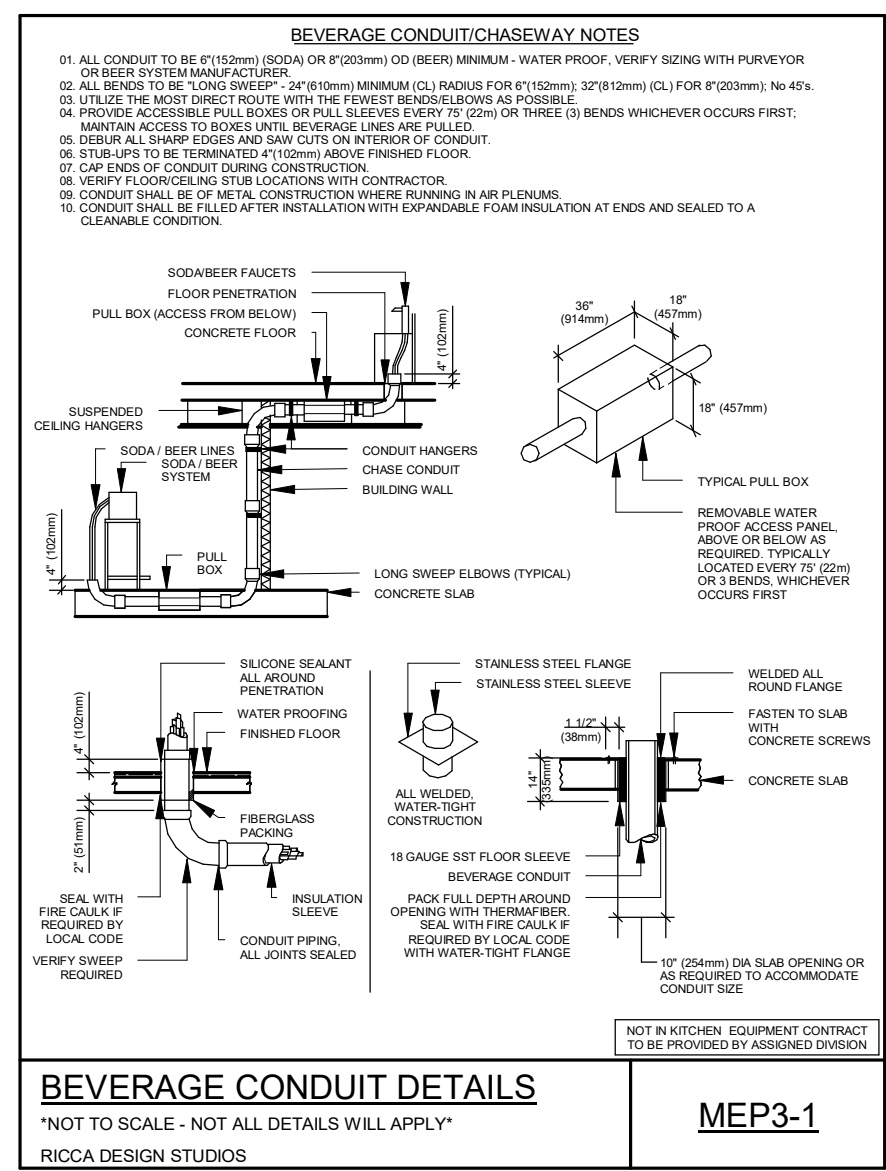 BEVERAGE CONDUIT/CHASEWAY NOTES
01. ALL CONDUIT TO BE 6"(152mm) (SODA) OR 8"(203mm) OD (BEER) MINIMUM - WATER PROOF, VERIFY SIZING WITH PURVEYOR
OR BEER SYSTEM MANUFACTURER.
02. ALL BENDS TO BE "LONG SWEEP" - 24"(610mm) MINIMUM (CL) RADIUS FOR 6"(152mm); 32"(812mm) (CL) FOR 8"(203mm); No 45's.
03. UTILIZE THE MOST DIRECT ROUTE WITH THE FEWEST BENDS/ELBOWS AS POSSIBLE.
04. PROVIDE ACCESSIBLE PULL BOXES OR PULL SLEEVES EVERY 75' (22m) OR THREE (3) BENDS WHICHEVER OCCURS FIRST;
MAINTAIN ACCESS TO BOXES UNTIL BEVERAGE LINES ARE PULLED.
05. DEBUR ALL SHARP EDGES AND SAW CUTS ON INTERIOR OF CONDUIT.
06. STUB-UPS TO BE TERMINATED 4"(102mm) ABOVE FINISHED FLOOR.
07. CAP ENDS OF CONDUIT DURING CONSTRUCTION.
08. VERIFY FLOOR/CEILING STUB LOCATIONS WITH CONTRACTOR.
09. CONDUIT SHALL BE OF METAL CONSTRUCTION WHERE RUNNING IN AIR PLENUMS.
10. CONDUIT SHALL BE FILLED AFTER INSTALLATION WITH EXPANDABLE FOAM INSULATION AT ENDS AND SEALED TO A
CLEANABLE CONDITION.
SODA/BEER FAUCETS
FLOOR PENETRATION
PULL BOX (ACCESS FROM BELOW)
CONCRETE FLOOR
4" (102mm)
SUSPENDED
CEILING HANGERS
SODA / BEER LINES
SODA / BEER
SYSTEM
CONDUIT HANGERS
CHASE CONDUIT
BUILDING WALL
4" (102mm)
PULL
BOX
LONG SWEEP ELBOWS (TYPICAL)
CONCRETE SLAB
36"
(914mm)
18"
(457mm)
18" (457mm)
TYPICAL PULL BOX
REMOVABLE WATER
PROOF ACCESS PANEL,
ABOVE OR BELOW AS
REQUIRED. TYPICALLY
LOCATED EVERY 75' (22m)
OR 3 BENDS, WHICHEVER
OCCURS FIRST
SILICONE SEALANT
ALL AROUND
PENETRATION
WATER PROOFING
FINISHED FLOOR
4" (102mm)
2" (51mm)
FIBERGLASS
PACKING
SEAL WITH
FIRE CAULK IF
REQUIRED BY
LOCAL CODE
VERIFY SWEEP
REQUIRED
INSULATION
SLEEVE
CONDUIT PIPING,
ALL JOINTS SEALED
STAINLESS STEEL FLANGE
STAINLESS STEEL SLEEVE
ALL WELDED,
WATER-TIGHT
CONSTRUCTION
1 1/2"
(38mm)
14"
335mm)
WELDED ALL
ROUND FLANGE
FASTEN TO SLAB
WITH
CONCRETE SCREWS
CONCRETE SLAB
18 GAUGE SST FLOOR SLEEVE
BEVERAGE CONDUIT
PACK FULL DEPTH AROUND
OPENING WITH THERMAFIBER.
SEAL WITH FIRE CAULK IF
REQUIRED BY LOCAL CODE
WITH WATER-TIGHT FLANGE
10" (254mm) DIA SLAB OPENING OR
AS REQUIRED TO ACCOMMODATE
CONDUIT SIZE
NOT IN KITCHEN EQUIPMENT CONTRACT
TO BE PROVIDED BY ASSIGNED DIVISION
BEVERAGE CONDUIT DETAILS
*NOT TO SCALE - NOT ALL DETAILS WILL APPLY*
RICCA DESIGN STUDIOS
MEP3-1